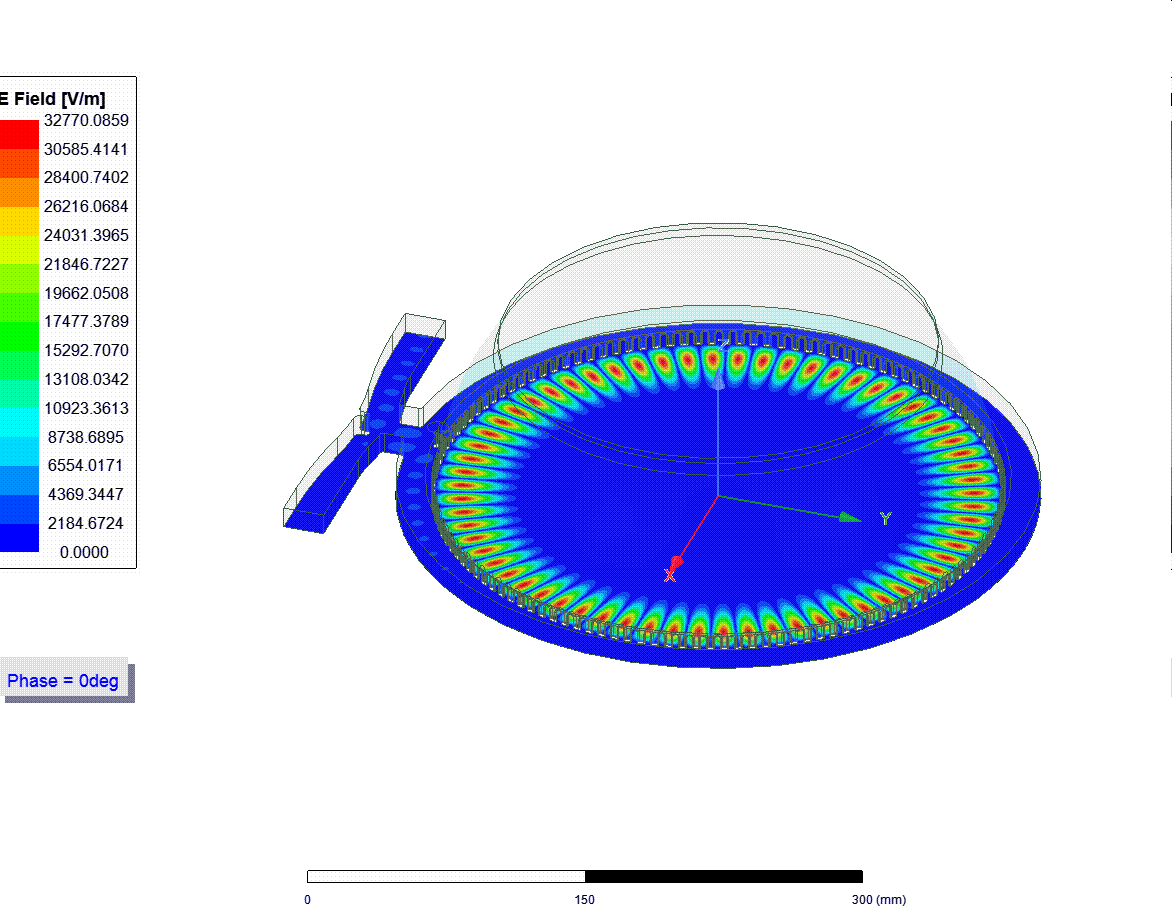 E Field [V/m]
32770.0859
30585.4141
28400.7402
26216.0684
24031.3965
21846.7227
19662.0508
17477.3789
15292.7070
13108.0342
10923.3613
8738.6895
6554.0171
4369.3447
2184.6724
0.0000
Z
Y
X
Phase = 0deg
0 150 300 (mm)